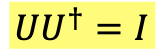 UU† = I